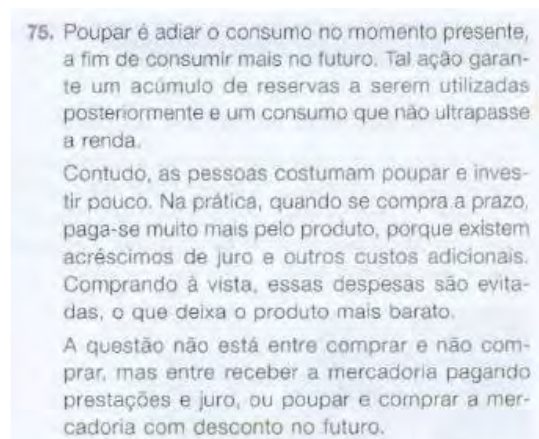 75. Poupar é adiar o consumo no momento presente,
a fim de consumir mais no futuro. Tal ação garan-
te um acúmulo de reservas a serem utilizadas
posteriormente e um consumo que não ultrapasse
a renda.
Contudo, as pessoas costumam poupar e inves-
tir pouco. Na prática, quando se compra a prazo,
paga-se muito mais pelo produto, porque existem
acréscimos de juro e outros custos adicionais.
Comprando à vista, essas despesas são evita-
das, o que deixa o produto mais barato.
A questão não está entre comprar e não com-
prar, mas entre receber a mercadoria pagando
prestações e juro, ou poupar e comprar a mer-
cadoria com desconto no futuro.